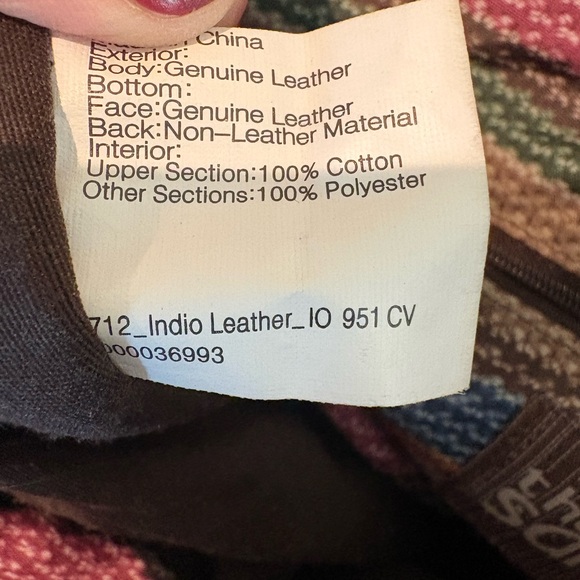 China
Exterior:
Body:Genuine Leather
Bottom:
Face:Genuine Leather
Back:Non-Leather Material
Interior:
Upper Section:100% Cotton
Other Sections:100% Polyester
712_Indio Leather_IO 951 CV
000036993